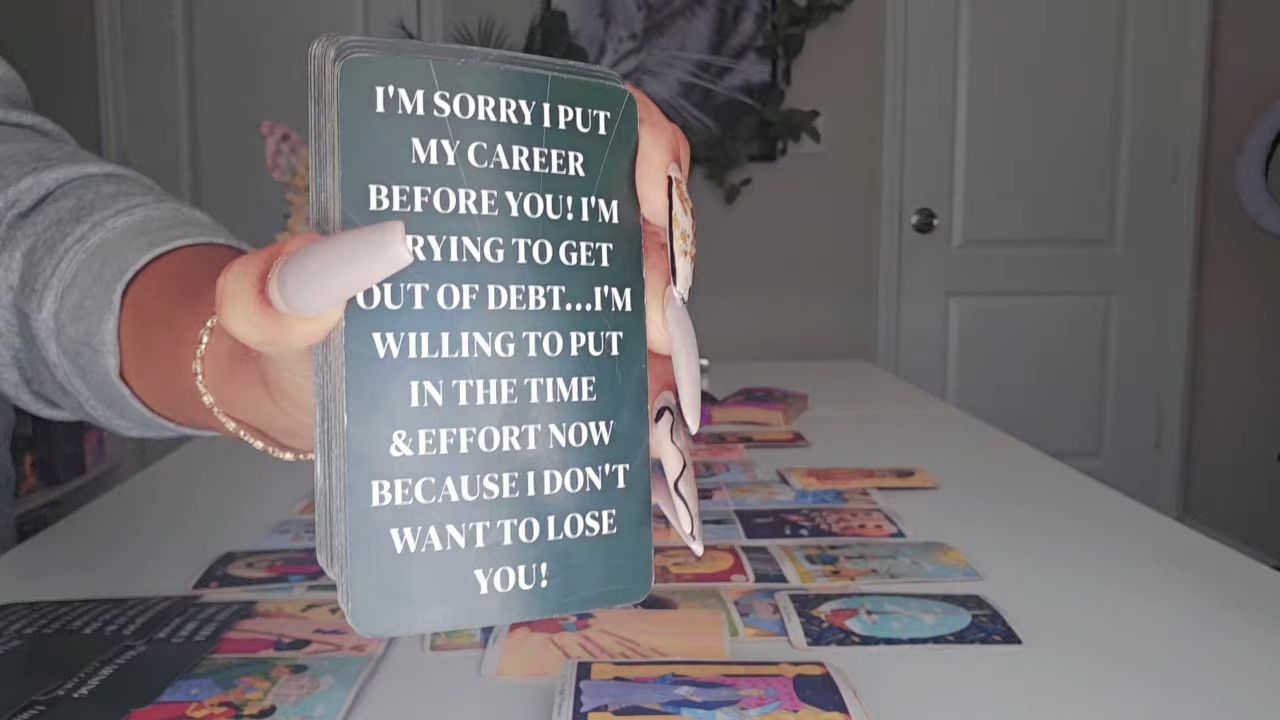 I'M SORRY I PUT
MY CAREER
BEFORE YOU! I'M
RYING TO GET
OUT OF DEBT...I'M
WILLING TO PUT
IN THE TIME
&EFFORT NOW
BECAUSE I DON'T
WANT TO LOSE
YOU!